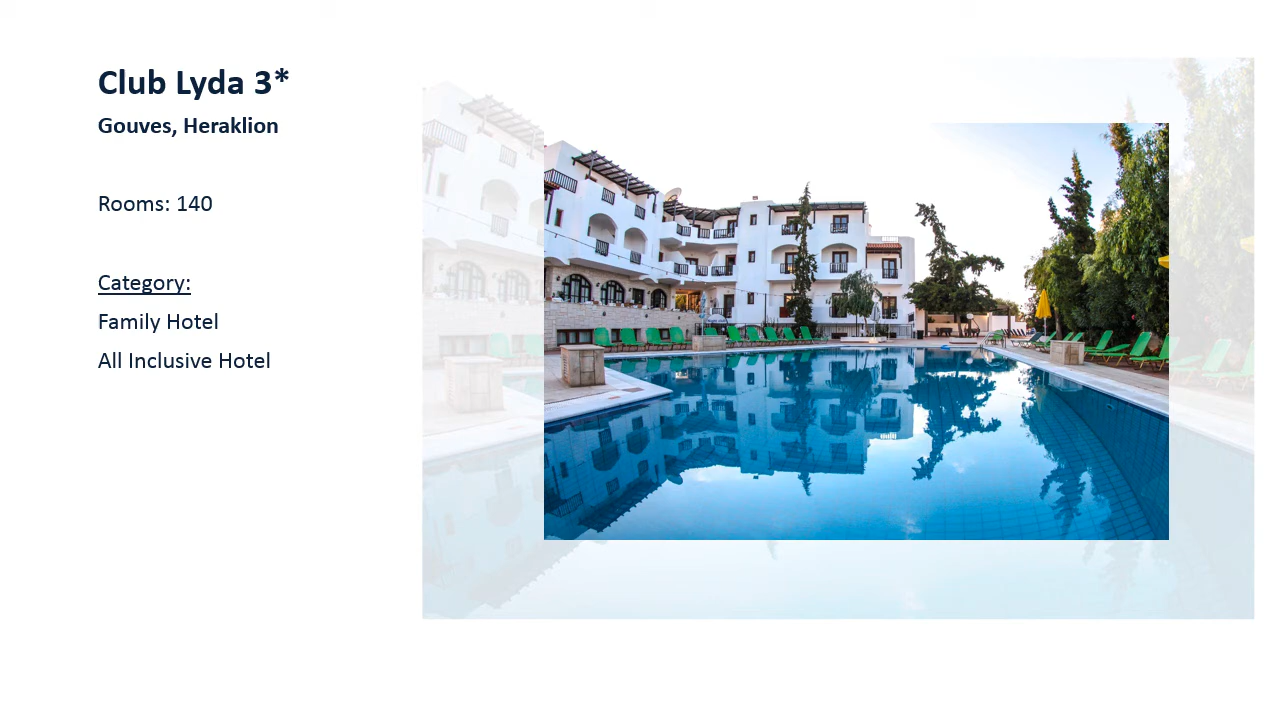 Club Lyda 3*
Gouves, Heraklion
Rooms: 140
Category:
Family Hotel
All Inclusive Hotel